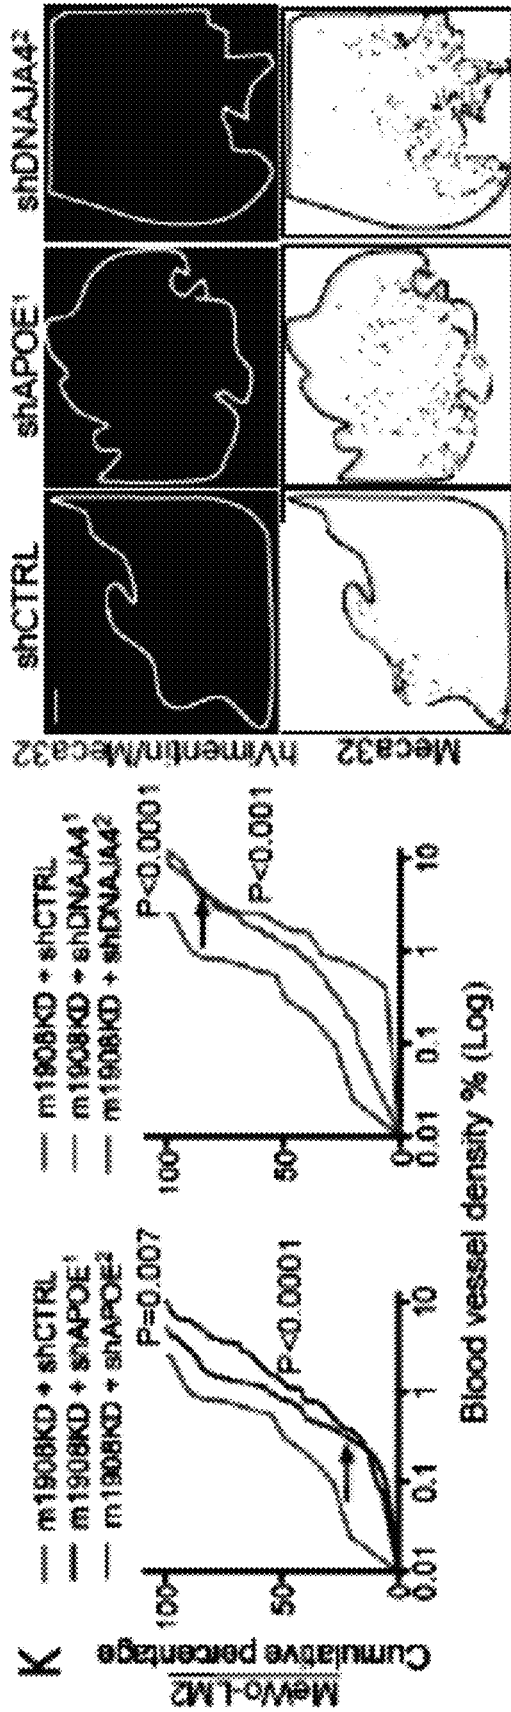 K
MeWo-LM2
Cumulative percentage
m1908KD + shCTRL
m1908KD + shAPOE¹
m1908KD + shAPOE²
P=0.007
P<0.0001
100
50
0
0.01
0.1
1
10
m1908KD + shCTRL
m1908KD + shDNAJA4¹
m1908KD + shDNAJA4²
P<0.0001
P<0.001
100
50
0
0.01
0.1
1
10
Blood vessel density % (Log)
shCTRL
shAPOE¹
shDNAJA4²
hVimentin/Meca32
Meca32